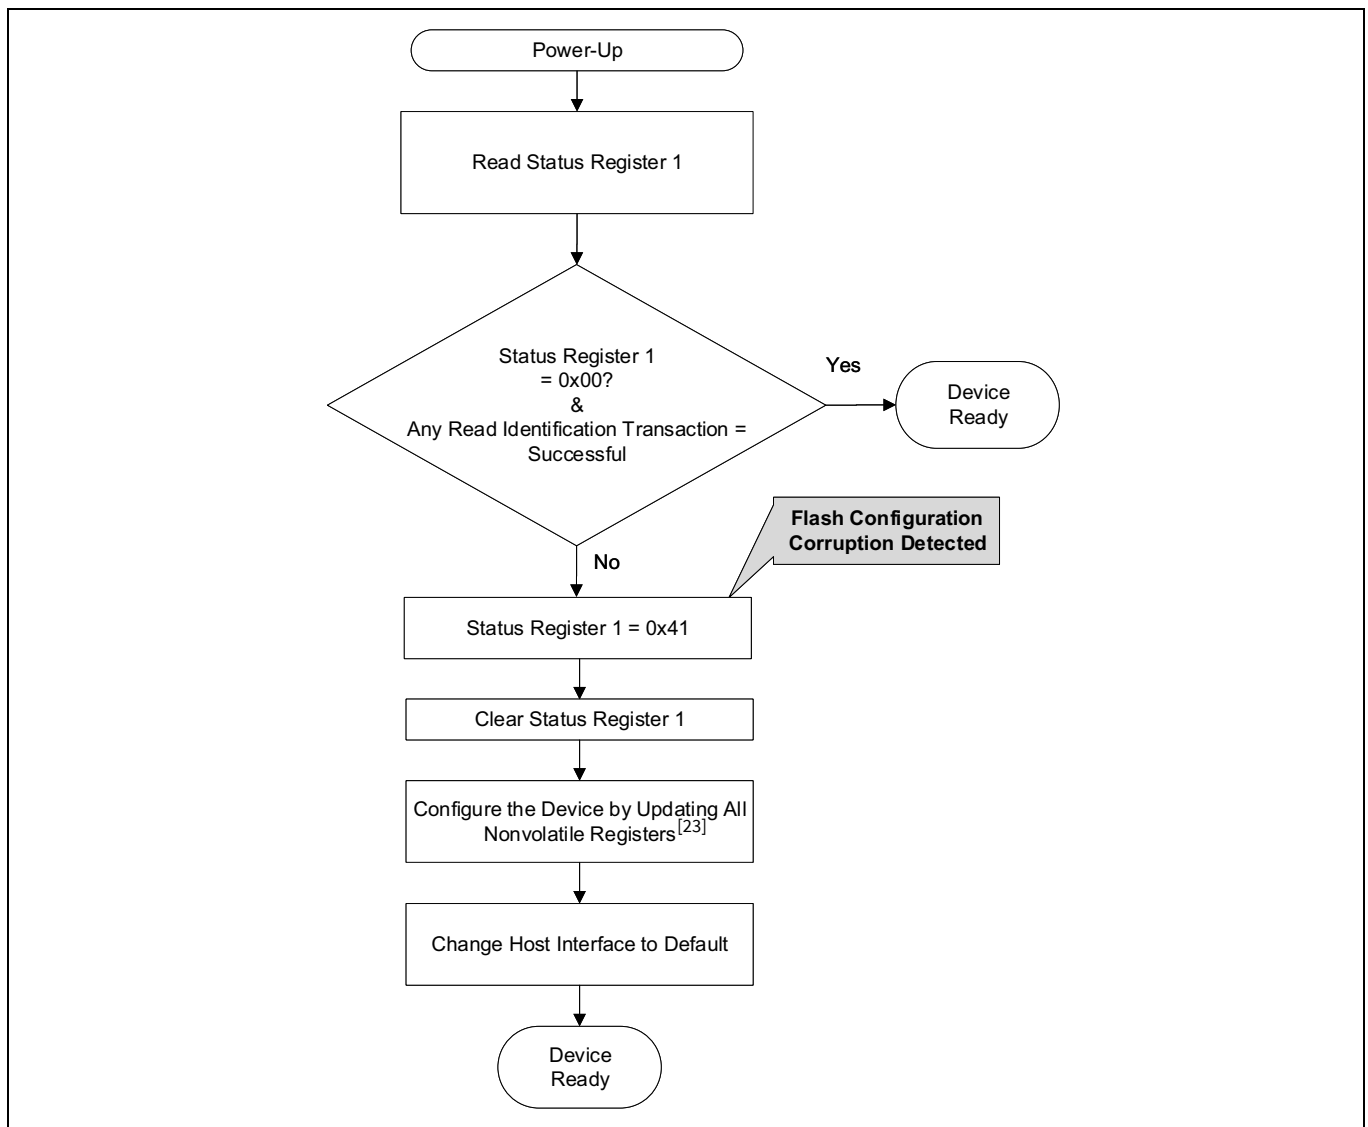 Power-Up
Read Status Register 1
Status Register 1
= 0x00?
&
Any Read Identification Transaction =
Successful
Yes
Device
Ready
Flash Configuration
Corruption Detected
No
Status Register 1 = 0x41
Clear Status Register 1
Configure the Device by Updating All
Nonvolatile Registers[23]
Change Host Interface to Default
Device
Ready